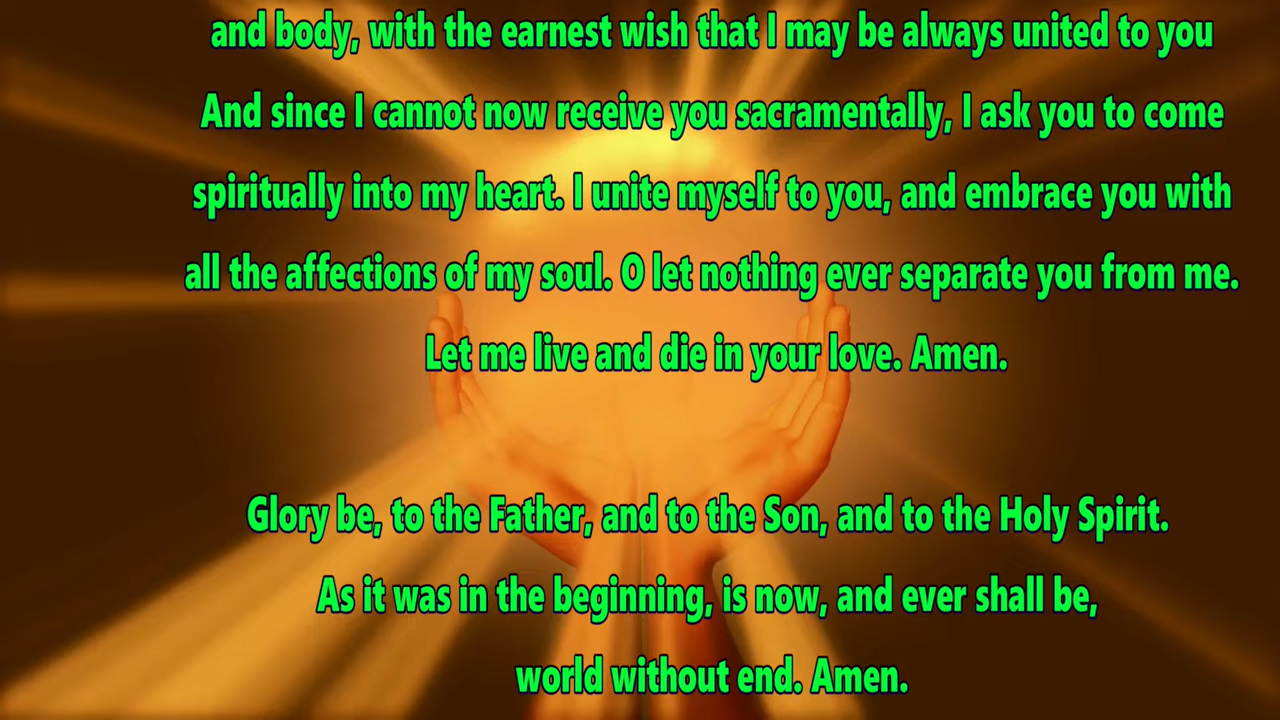 and body, with the earnest wish that I may be always united to you
And since I cannot now receive you sacramentally, I ask you to come
spiritually into my heart. I unite myself to you, and embrace you with
all the affections of my soul. O let nothing ever separate you from me.
Let me live and die in your love. Amen.
Glory be, to the Father, and to the Son, and to the Holy Spirit.
As it was in the beginning, is now, and ever shall be,
world without end. Amen.